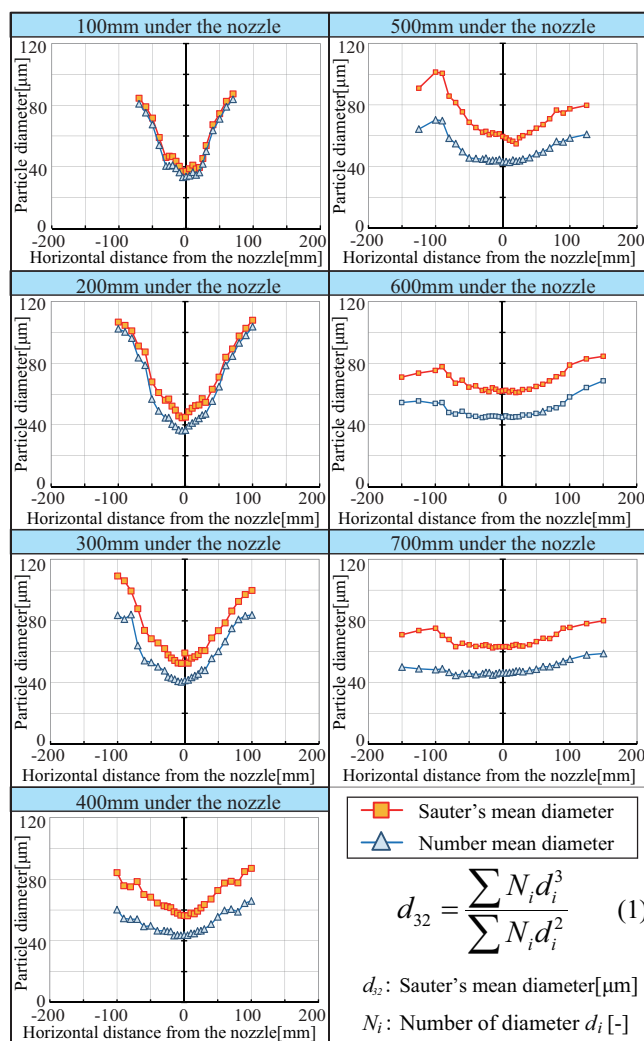 100mm under the nozzle
Particle diameter[μm]
120
80
40
0
-200 -100 0 100 200
Horizontal distance from the nozzle[mm]
200mm under the nozzle
Particle diameter[μm]
120
80
40
0
-200 -100 0 100 200
Horizontal distance from the nozzle[mm]
300mm under the nozzle
Particle diameter[μm]
120
80
40
0
-200 -100 0 100 200
Horizontal distance from the nozzle[mm]
400mm under the nozzle
Particle diameter[μm]
120
80
40
0
-200 -100 0 100 200
Horizontal distance from the nozzle[mm]
500mm under the nozzle
Particle diameter[μm]
120
80
40
0
-200 -100 0 100 200
Horizontal distance from the nozzle[mm]
600mm under the nozzle
Particle diameter[μm]
120
80
40
0
-200 -100 0 100 200
Horizontal distance from the nozzle[mm]
700mm under the nozzle
Particle diameter[μm]
120
80
40
0
-200 -100 0 100 200
Horizontal distance from the nozzle[mm]
Sauter's mean diameter
Number mean diameter
d₃₂ = ∑ Nᵢdᵢ³ / ∑ Nᵢdᵢ² (1)
d₃₂: Sauter's mean diameter[μm]
Nᵢ: Number of diameter dᵢ [-]